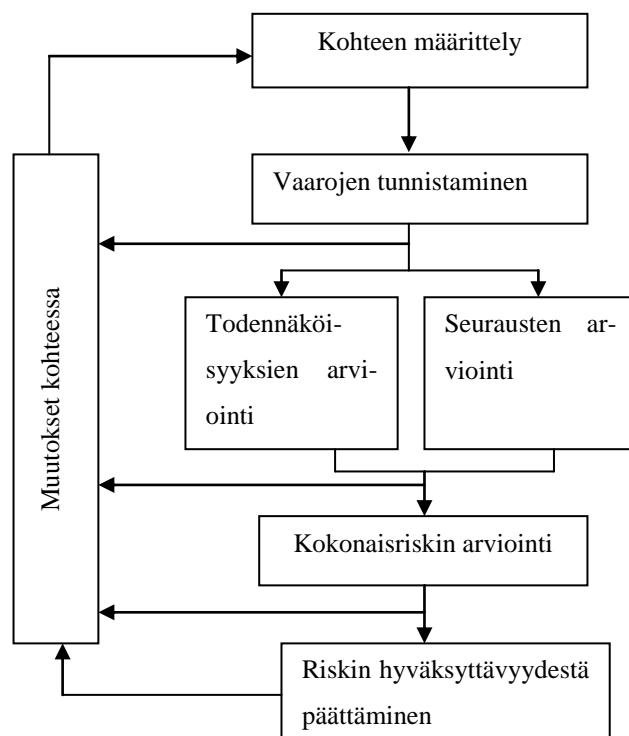 Kohteen määrittely
Vaarojen tunnistaminen
Muutokset kohteessa
Todennäköi-
syyksien arvi-
ointi
Seurausten ar-
viointi
Kokonaisriskin arviointi
Riskin hyväksyttävyydestä
päättäminen